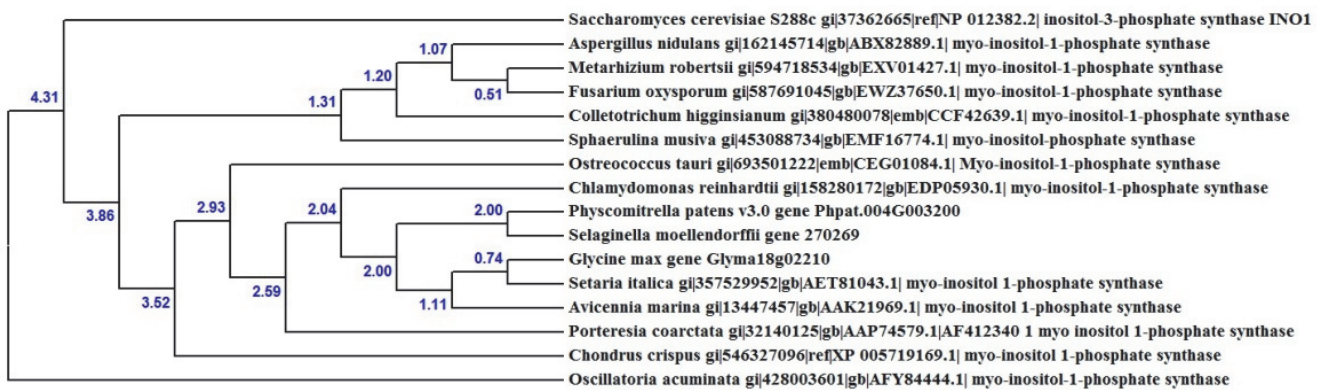 Saccharomyces cerevisiae S288c gi|37362665|ref|NP 012382.2| inositol-3-phosphate synthase INO1
Aspergillus nidulans gi|162145714|gb|ABX82889.1| myo-inositol-1-phosphate synthase
1.07
Metarhizium robertsii gi|594718534|gb|EXV01427.1| myo-inositol-1-phosphate synthase
1.20
0.51
Fusarium oxysporum gi|587691045|gb|EWZ37650.1| myo-inositol-1-phosphate synthase
4.31
1.31
Colletotrichum higginsianum gi|380480078|emb|CCF42639.1| myo-inositol-1-phosphate synthase
Sphaerulina musiva gi|453088734|gb|EMF16774.1| myo-inositol-phosphate synthase
Ostreococcus tauri gi|693501222|emb|CEG01084.1| Myo-inositol-1-phosphate synthase
Chlamydomonas reinhardtii gi|158280172|gb|EDP05930.1| myo-inositol-1-phosphate synthase
3.86
2.93
2.04
2.00
Physcomitrella patens v3.0 gene Phpat.004G003200
Selaginella moellendorffii gene 270269
0.74
Glycine max gene Glyma18g02210
2.00
Setaria italica gi|357529952|gb|AET81043.1| myo-inositol 1-phosphate synthase
3.52
2.59
1.11
Avicennia marina gi|13447457|gb|AAK21969.1| myo-inositol 1-phosphate synthase
Porteresia coarctata gi|32140125|gb|AAP74579.1|AF412340 1 myo inositol 1-phosphate synthase
Chondrus crispus gi|546327096|ref|XP 005719169.1| myo-inositol 1-phosphate synthase
Oscillatoria acuminata gi|428003601|gb|AFY84444.1| myo-inositol-1-phosphate synthase